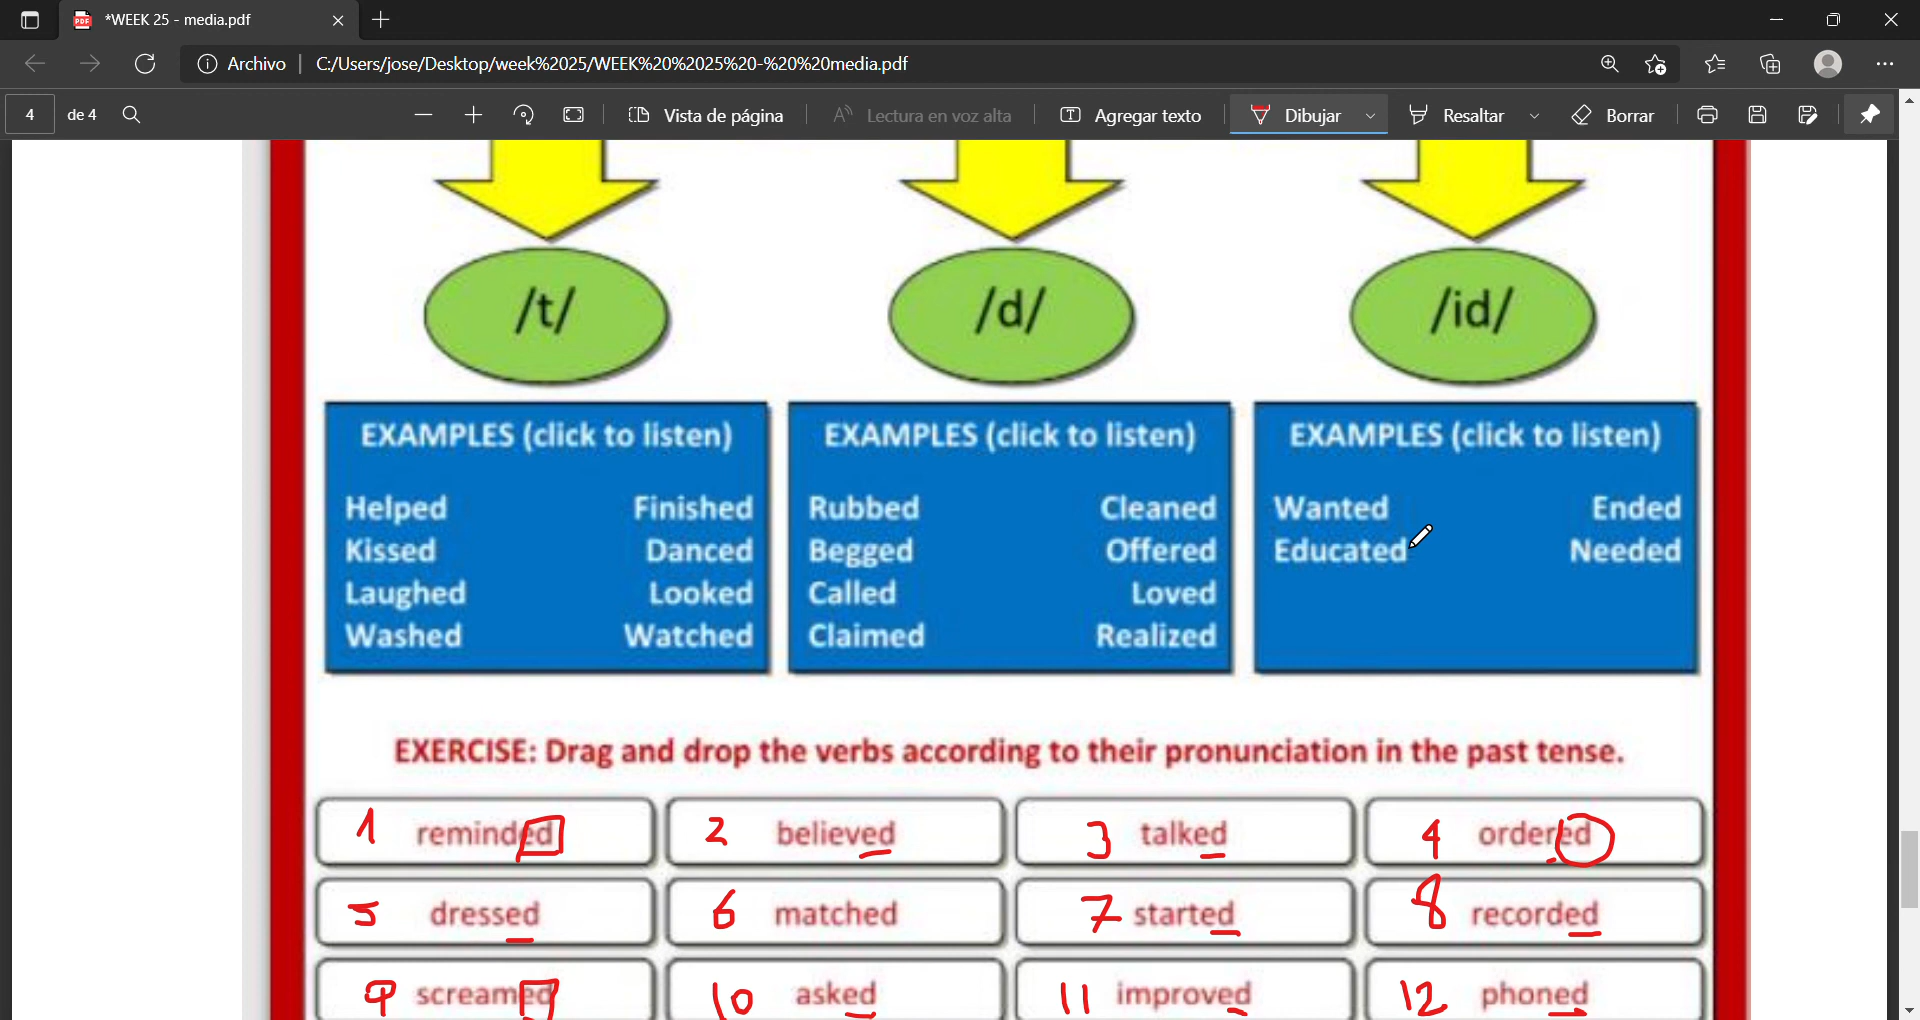 *WEEK 25 - media.pdf
Archivo C:/Users/jose/Desktop/week%2025/WEEK%20%2025%20-%20%20media.pdf
4 de 4 Vista de página Lectura en voz alta Agregar texto Dibujar Resaltar Borrar
/t/ /d/ /id/
EXAMPLES (click to listen) EXAMPLES (click to listen) EXAMPLES (click to listen)
Helped Finished Rubbed Cleaned Wanted Ended
Kissed Danced Begged Offered Educated Needed
Laughed Looked Called Loved
Washed Watched Claimed Realized
EXERCISE: Drag and drop the verbs according to their pronunciation in the past tense.
1 reminded 2 believed 3 talked 4 ordered
5 dressed 6 matched 7 started 8 recorded
9 screamed 10 asked 11 improved 12 phoned